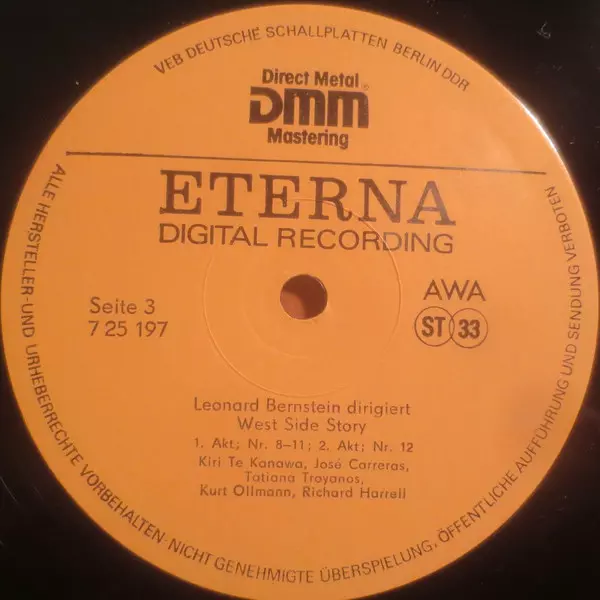 VEB DEUTSCHE SCHALLPLATTEN BERLIN DDR
Direct Metal
DMM®
Mastering
ETERNA
DIGITAL RECORDING
Seite 3
7 25 197
AWA
ST 33
Leonard Bernstein dirigiert
West Side Story
1. Akt; Nr. 8–11; 2. Akt; Nr. 12
Kiri Te Kanawa, José Carreras,
Tatiana Troyanos,
Kurt Ollmann, Richard Harrell
ALLE HERSTELLER-UND URHEBERRECHTE VORBEHALTEN-NICHT GENEHMIGTE ÜBERSPIELUNG, ÖFFENTLICHE AUFFÜHRUNG UND SENDUNG VERBOTEN